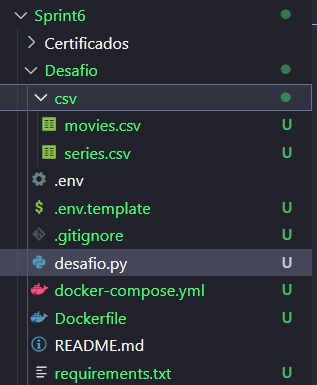 Sprint6
Certificados
Desafio
csv
movies.csv U
series.csv U
.env
$ .env.template U
.gitignore U
desafio.py U
docker-compose.yml U
Dockerfile U
README.md
requirements.txt U